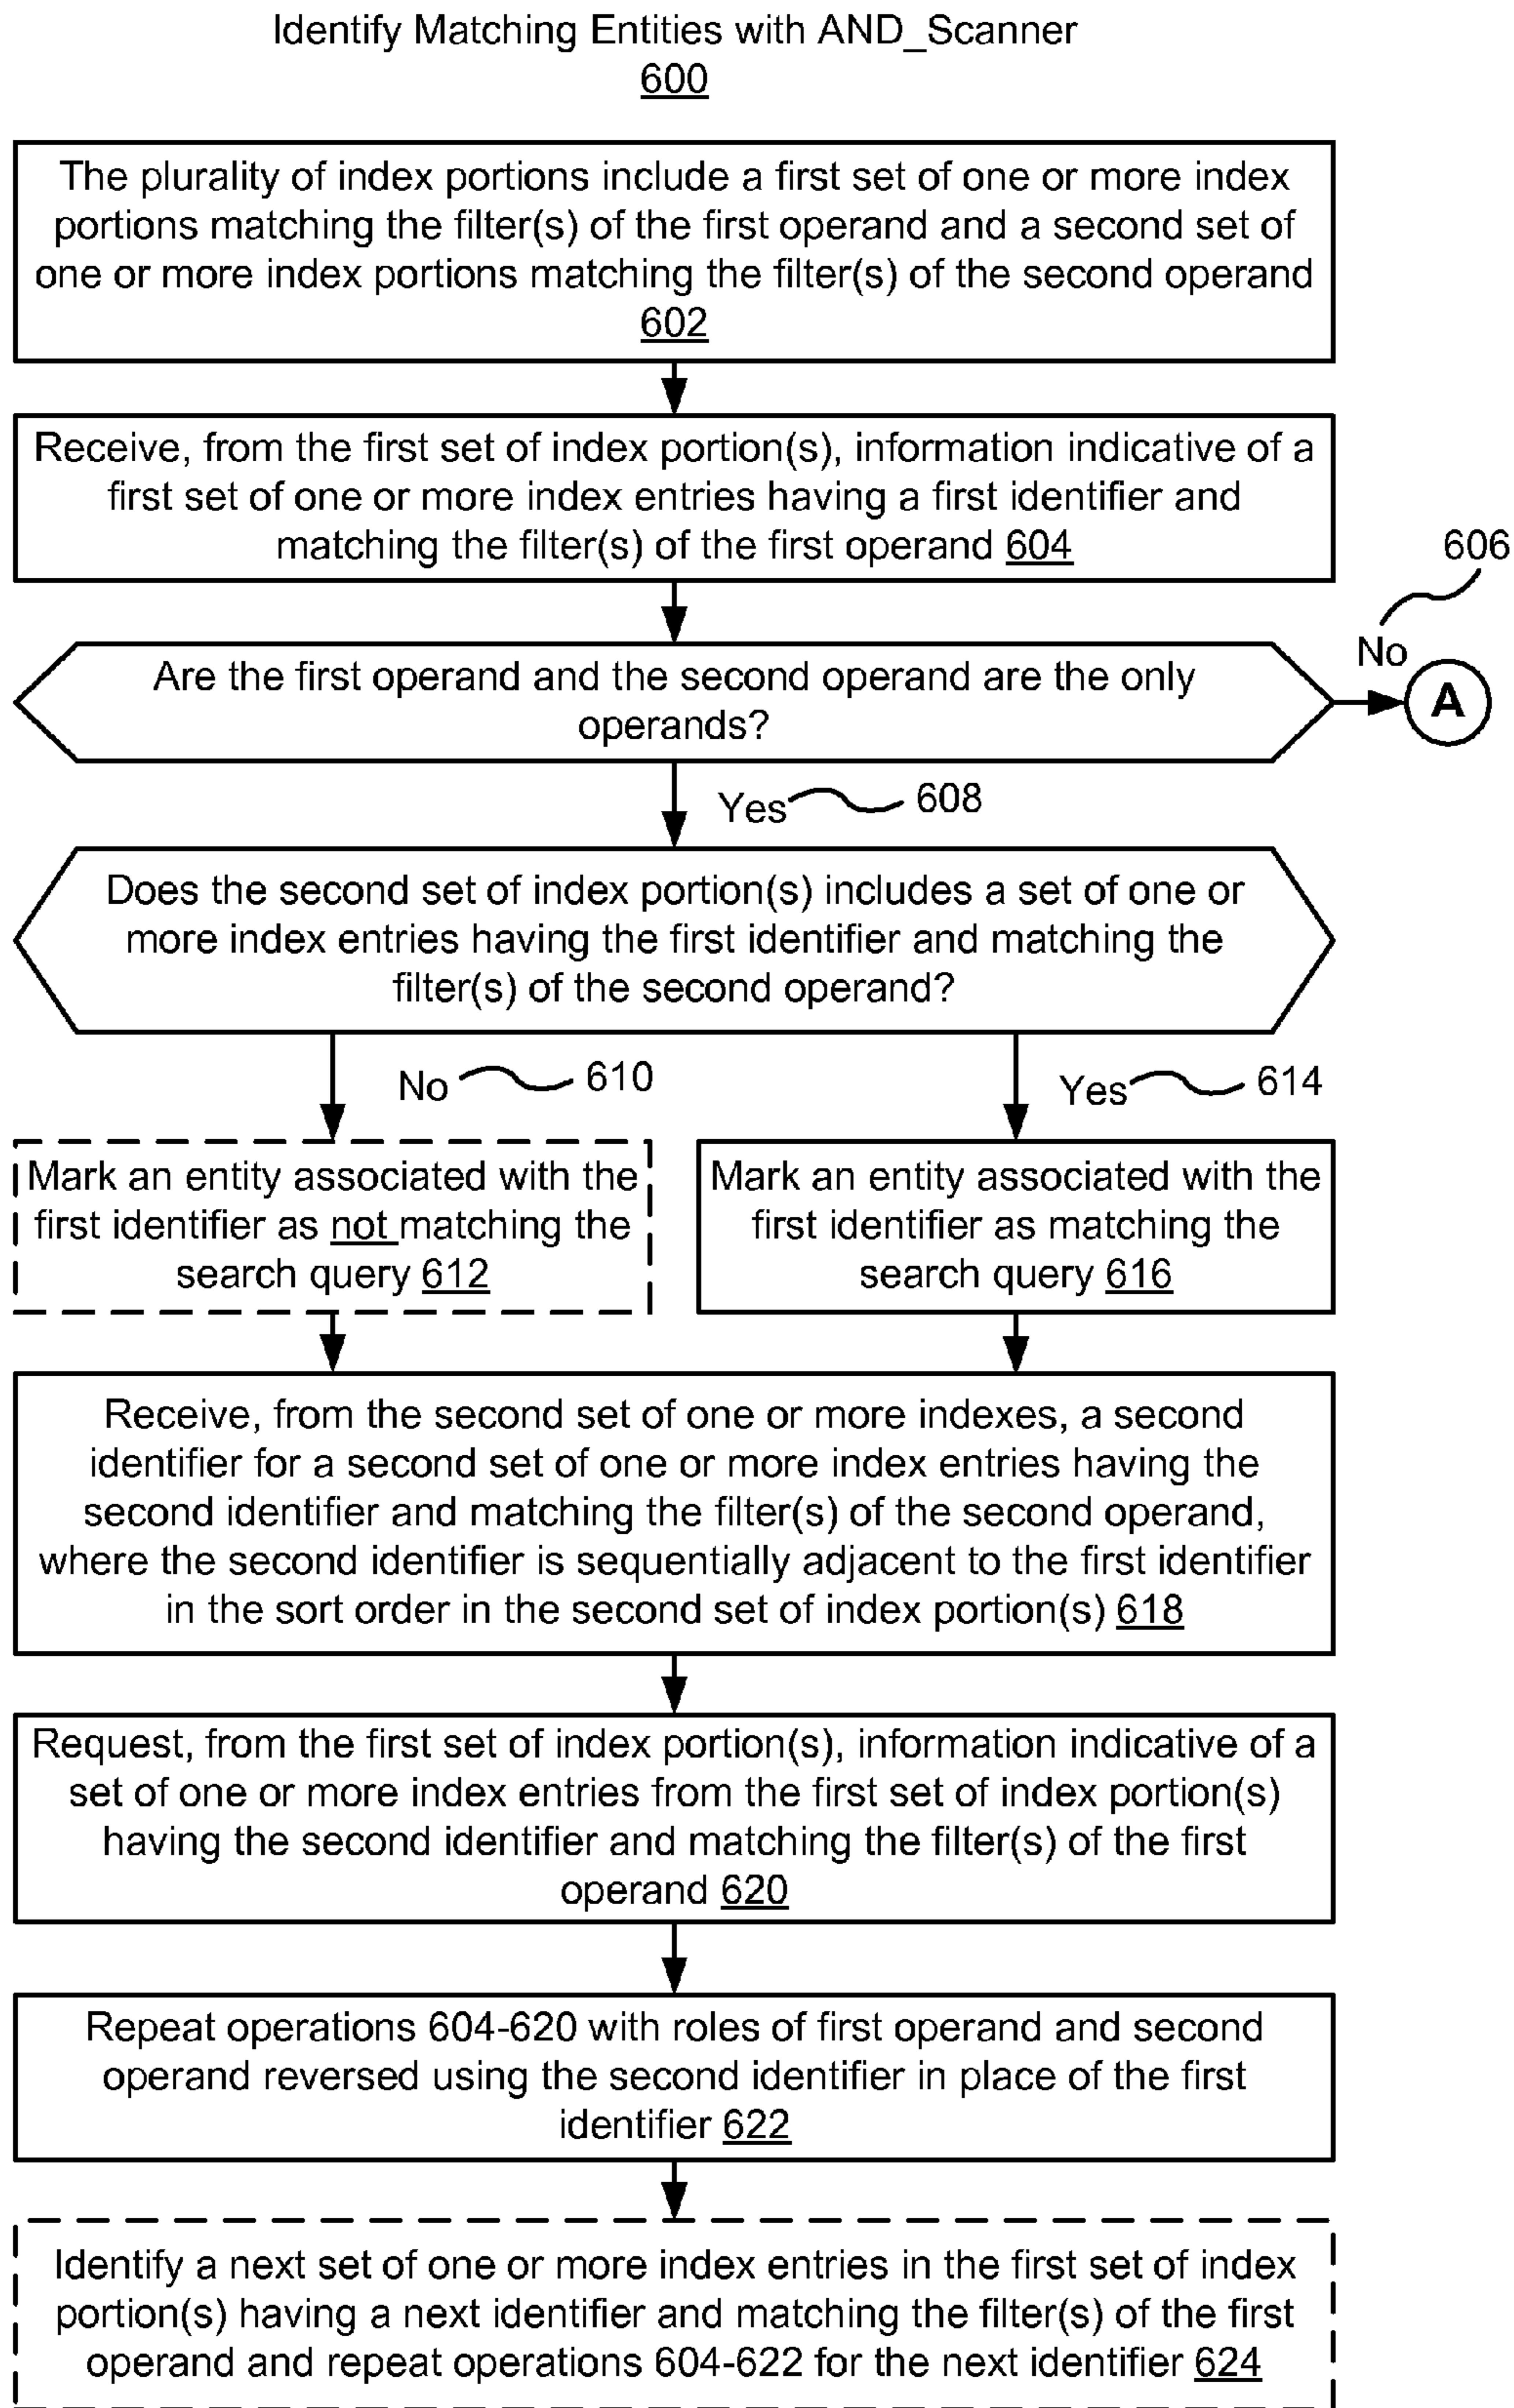 Identify Matching Entities with AND_Scanner
600
The plurality of index portions include a first set of one or more index
portions matching the filter(s) of the first operand and a second set of
one or more index portions matching the filter(s) of the second operand
602
Receive, from the first set of index portion(s), information indicative of a
first set of one or more index entries having a first identifier and
matching the filter(s) of the first operand 604
606
No
Are the first operand and the second operand are the only
operands?
A
Yes
608
Does the second set of index portion(s) includes a set of one or
more index entries having the first identifier and matching the
filter(s) of the second operand?
No
610
Yes
614
Mark an entity associated with the
first identifier as not matching the
search query 612
Mark an entity associated with the
first identifier as matching the
search query 616
Receive, from the second set of one or more indexes, a second
identifier for a second set of one or more index entries having the
second identifier and matching the filter(s) of the second operand,
where the second identifier is sequentially adjacent to the first identifier
in the sort order in the second set of index portion(s) 618
Request, from the first set of index portion(s), information indicative of a
set of one or more index entries from the first set of index portion(s)
having the second identifier and matching the filter(s) of the first
operand 620
Repeat operations 604-620 with roles of first operand and second
operand reversed using the second identifier in place of the first
identifier 622
Identify a next set of one or more index entries in the first set of index
portion(s) having a next identifier and matching the filter(s) of the first
operand and repeat operations 604-622 for the next identifier 624